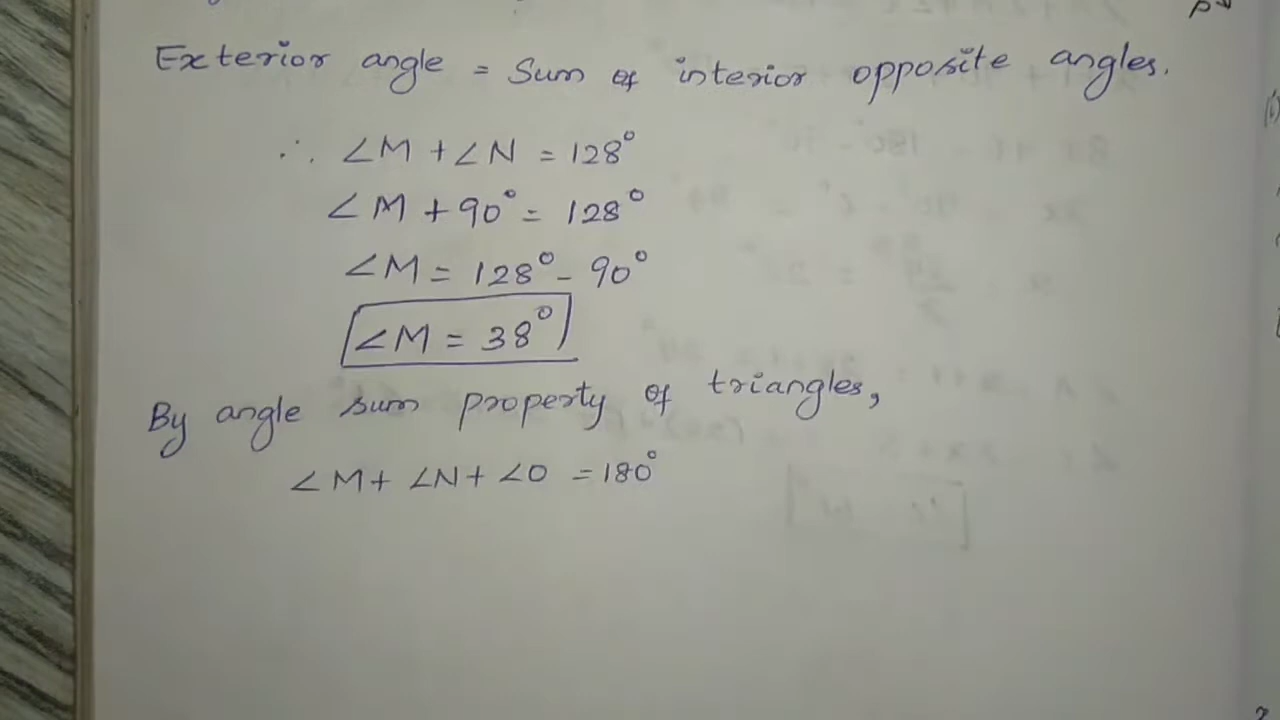 Exterior angle = Sum of interior opposite angles.
∴ ∠M + ∠N = 128°
∠M + 90° = 128°
∠M = 128° - 90°
∠M = 38°
By angle sum property of triangles,
∠M + ∠N + ∠O = 180°